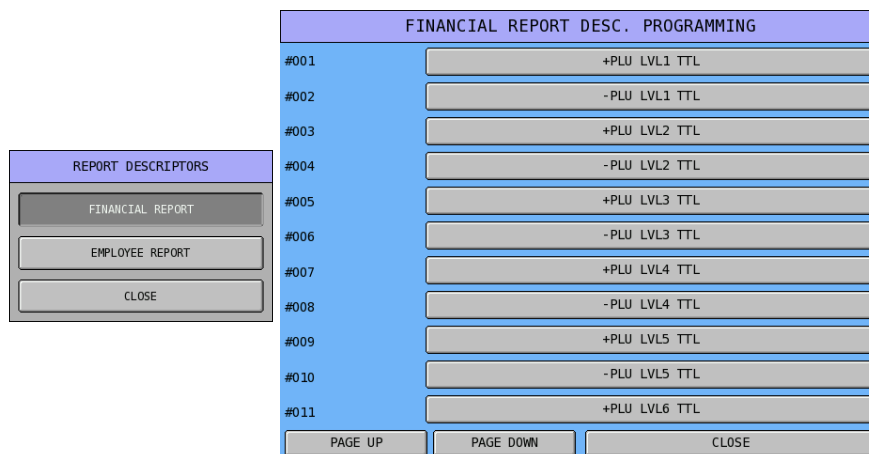 REPORT DESCRIPTORS
FINANCIAL REPORT
EMPLOYEE REPORT
CLOSE
FINANCIAL REPORT DESC. PROGRAMMING
#001 +PLU LVL1 TTL
#002 -PLU LVL1 TTL
#003 +PLU LVL2 TTL
#004 -PLU LVL2 TTL
#005 +PLU LVL3 TTL
#006 -PLU LVL3 TTL
#007 +PLU LVL4 TTL
#008 -PLU LVL4 TTL
#009 +PLU LVL5 TTL
#010 -PLU LVL5 TTL
#011 +PLU LVL6 TTL
PAGE UP PAGE DOWN CLOSE